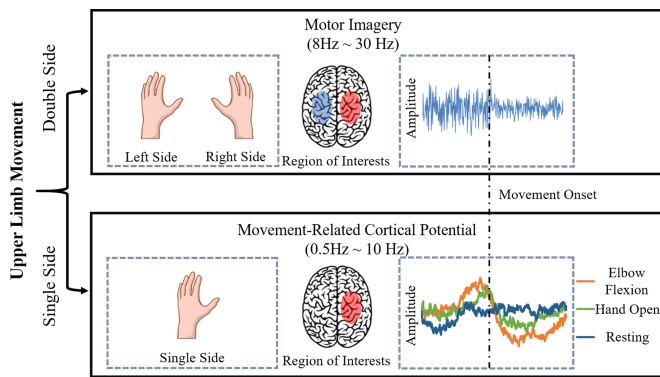 Upper Limb Movement
Double Side
Motor Imagery
(8Hz ~ 30 Hz)
Left Side
Right Side
Region of Interests
Amplitude
Movement Onset
Single Side
Movement-Related Cortical Potential
(0.5Hz ~ 10 Hz)
Single Side
Region of Interests
Amplitude
Elbow
Flexion
Hand Open
Resting